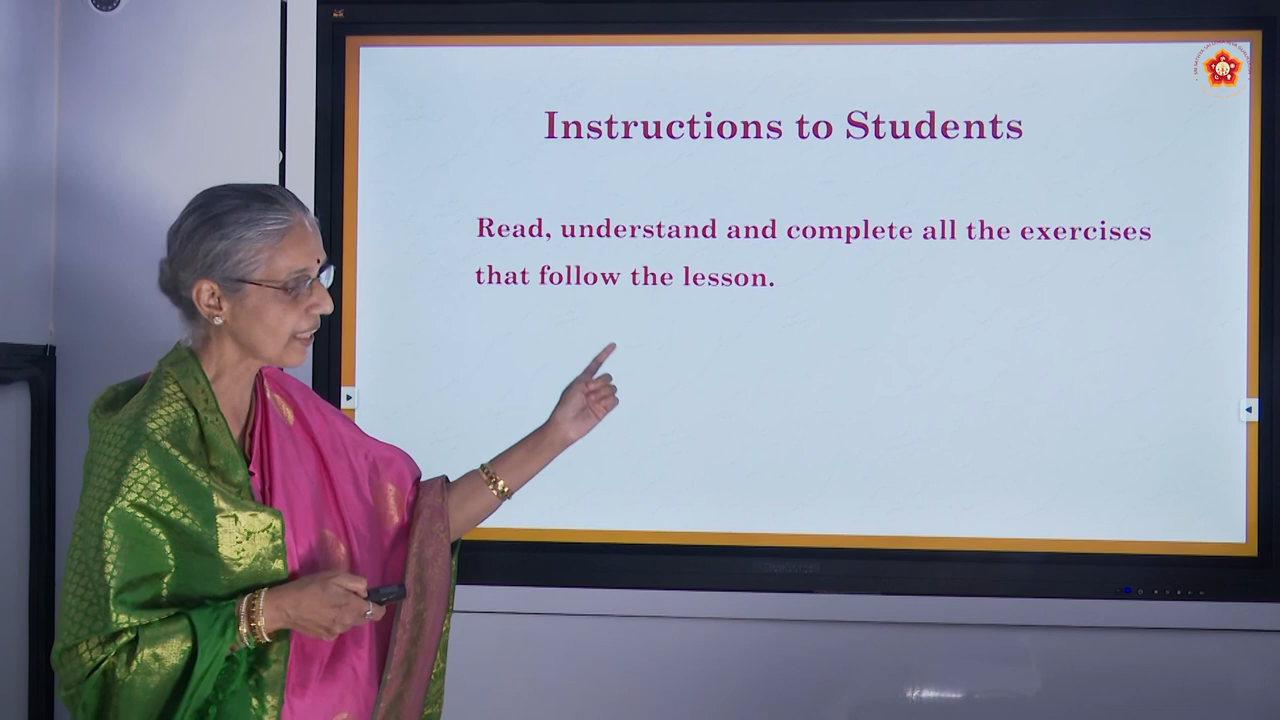 Instructions to Students
Read, understand and complete all the exercises
that follow the lesson.